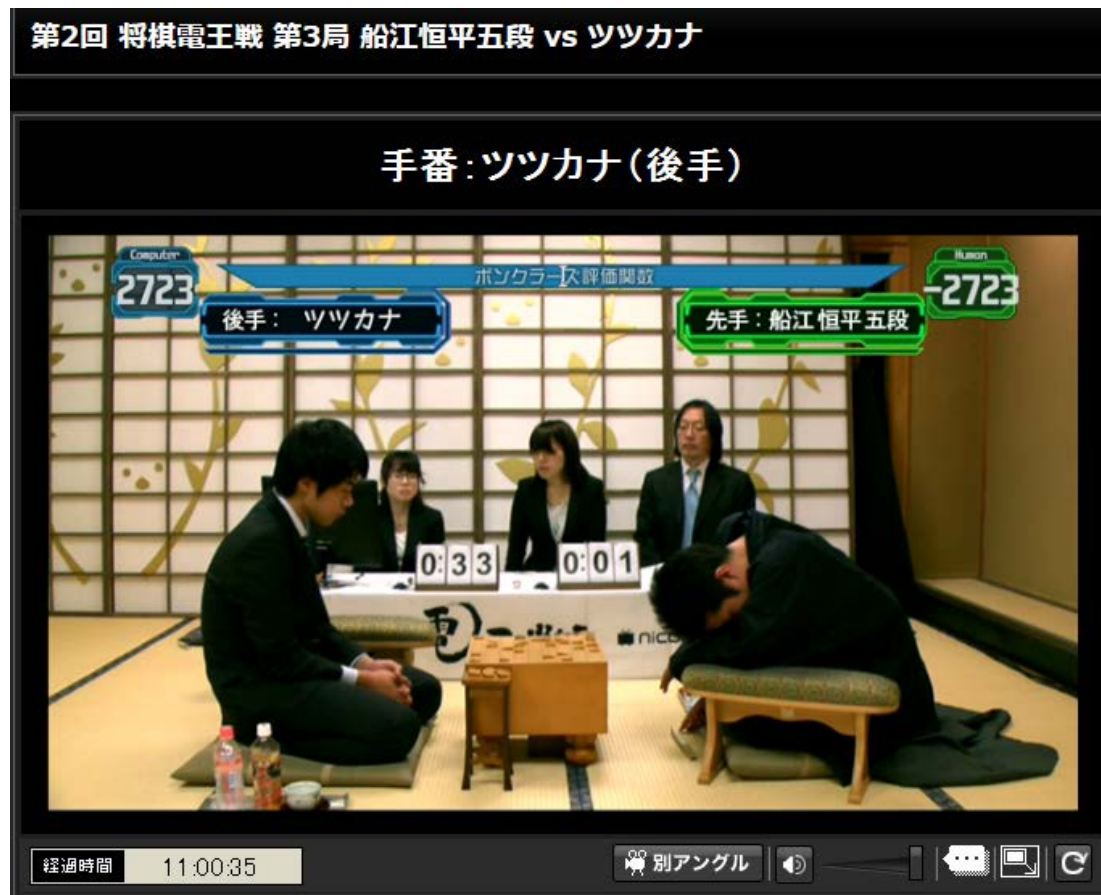 第2回 将棋電王戦 第3局 船江恒平五段 vs ツツカナ
手番:ツツカナ(後手)
Computer
2723
ボンクラーズ評価関数
Human
-2723
後手: ツツカナ
先手:船江恒平五段
0:33
0:01
電
nico
経過時間
11:00:35
別アングル